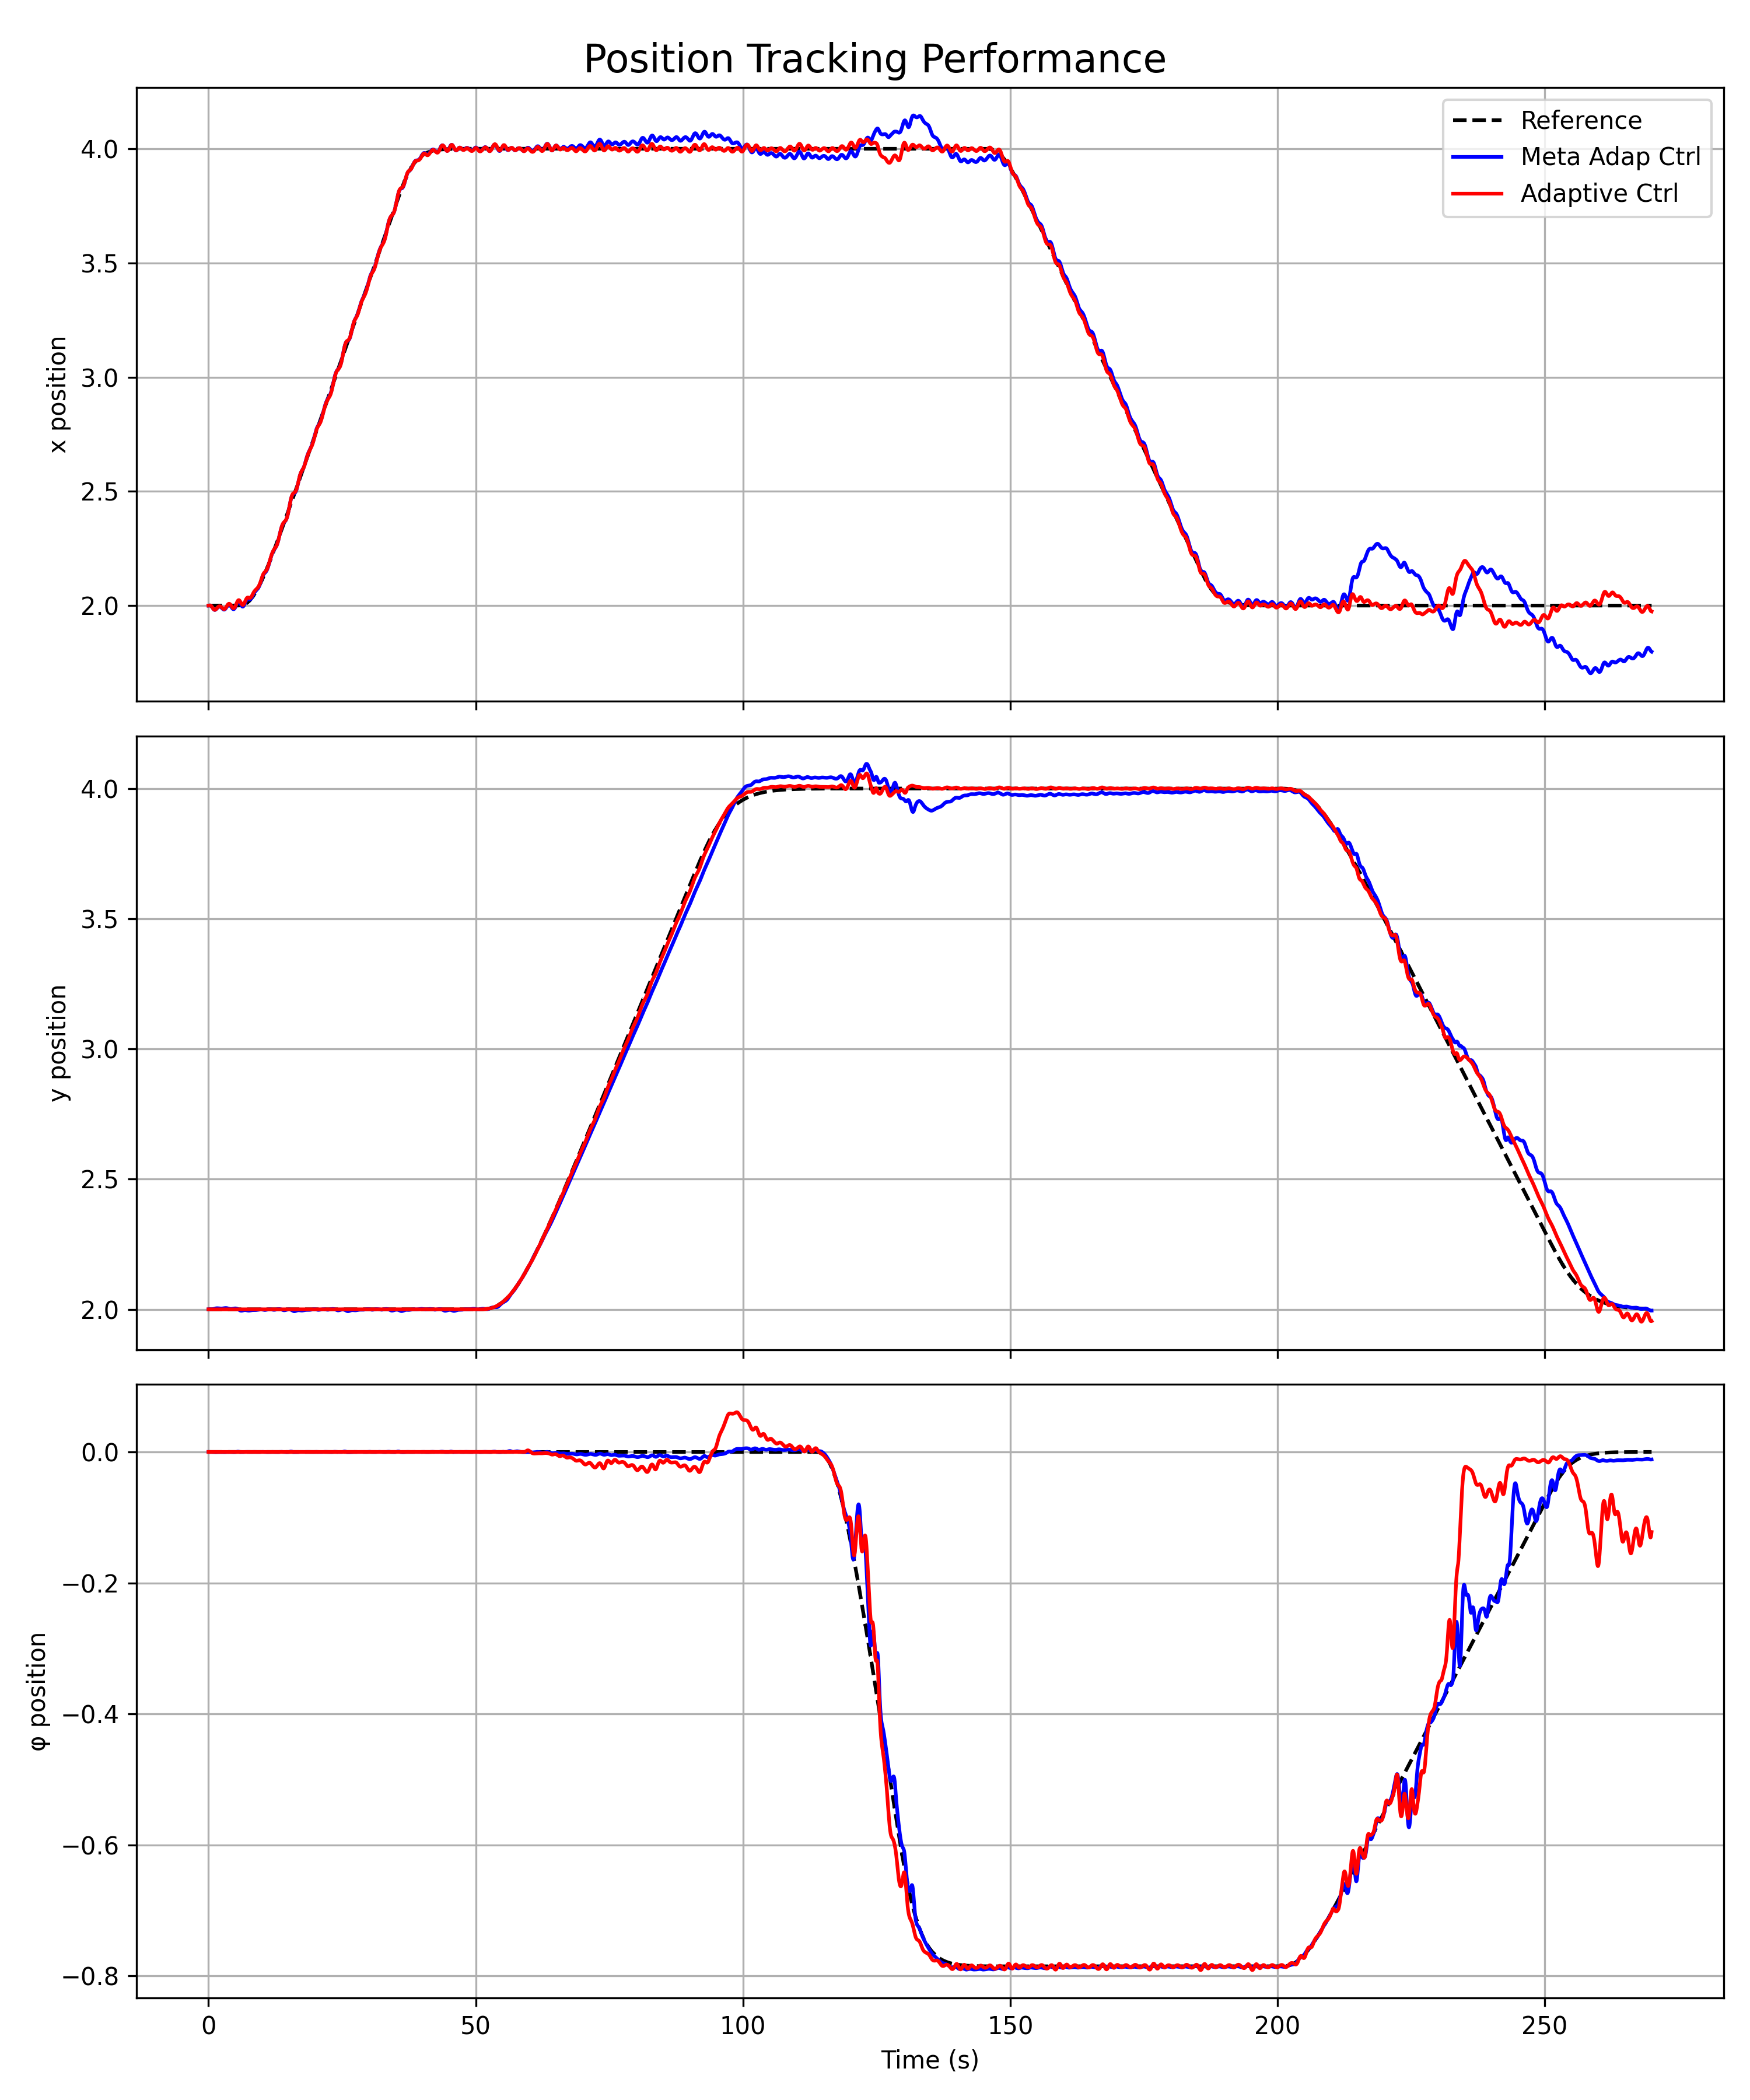 Position Tracking Performance
Reference
Meta Adap Ctrl
Adaptive Ctrl
4.0
3.5
3.0
2.5
2.0
x position
4.0
3.5
3.0
2.5
2.0
y position
0.0
−0.2
−0.4
−0.6
−0.8
φ position
0 50 100 150 200 250
Time (s)